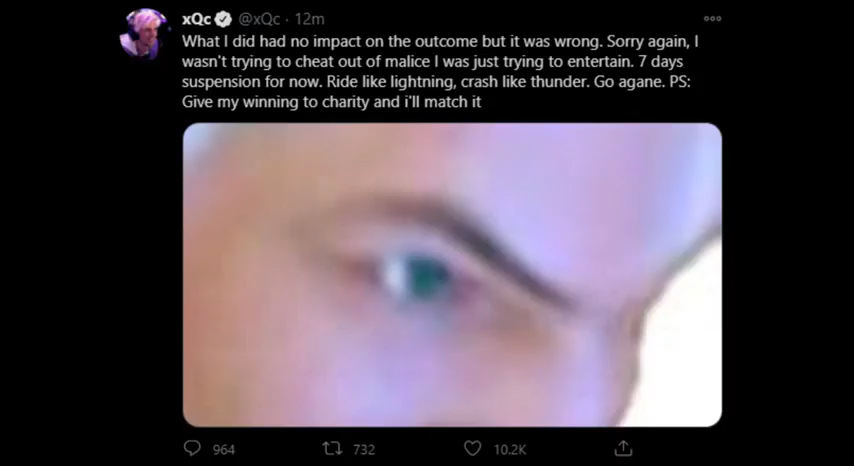 xQc @xQc · 12m
What I did had no impact on the outcome but it was wrong. Sorry again, I
wasn't trying to cheat out of malice I was just trying to entertain. 7 days
suspension for now. Ride like lightning, crash like thunder. Go agane. PS:
Give my winning to charity and i'll match it
964 732 10.2K